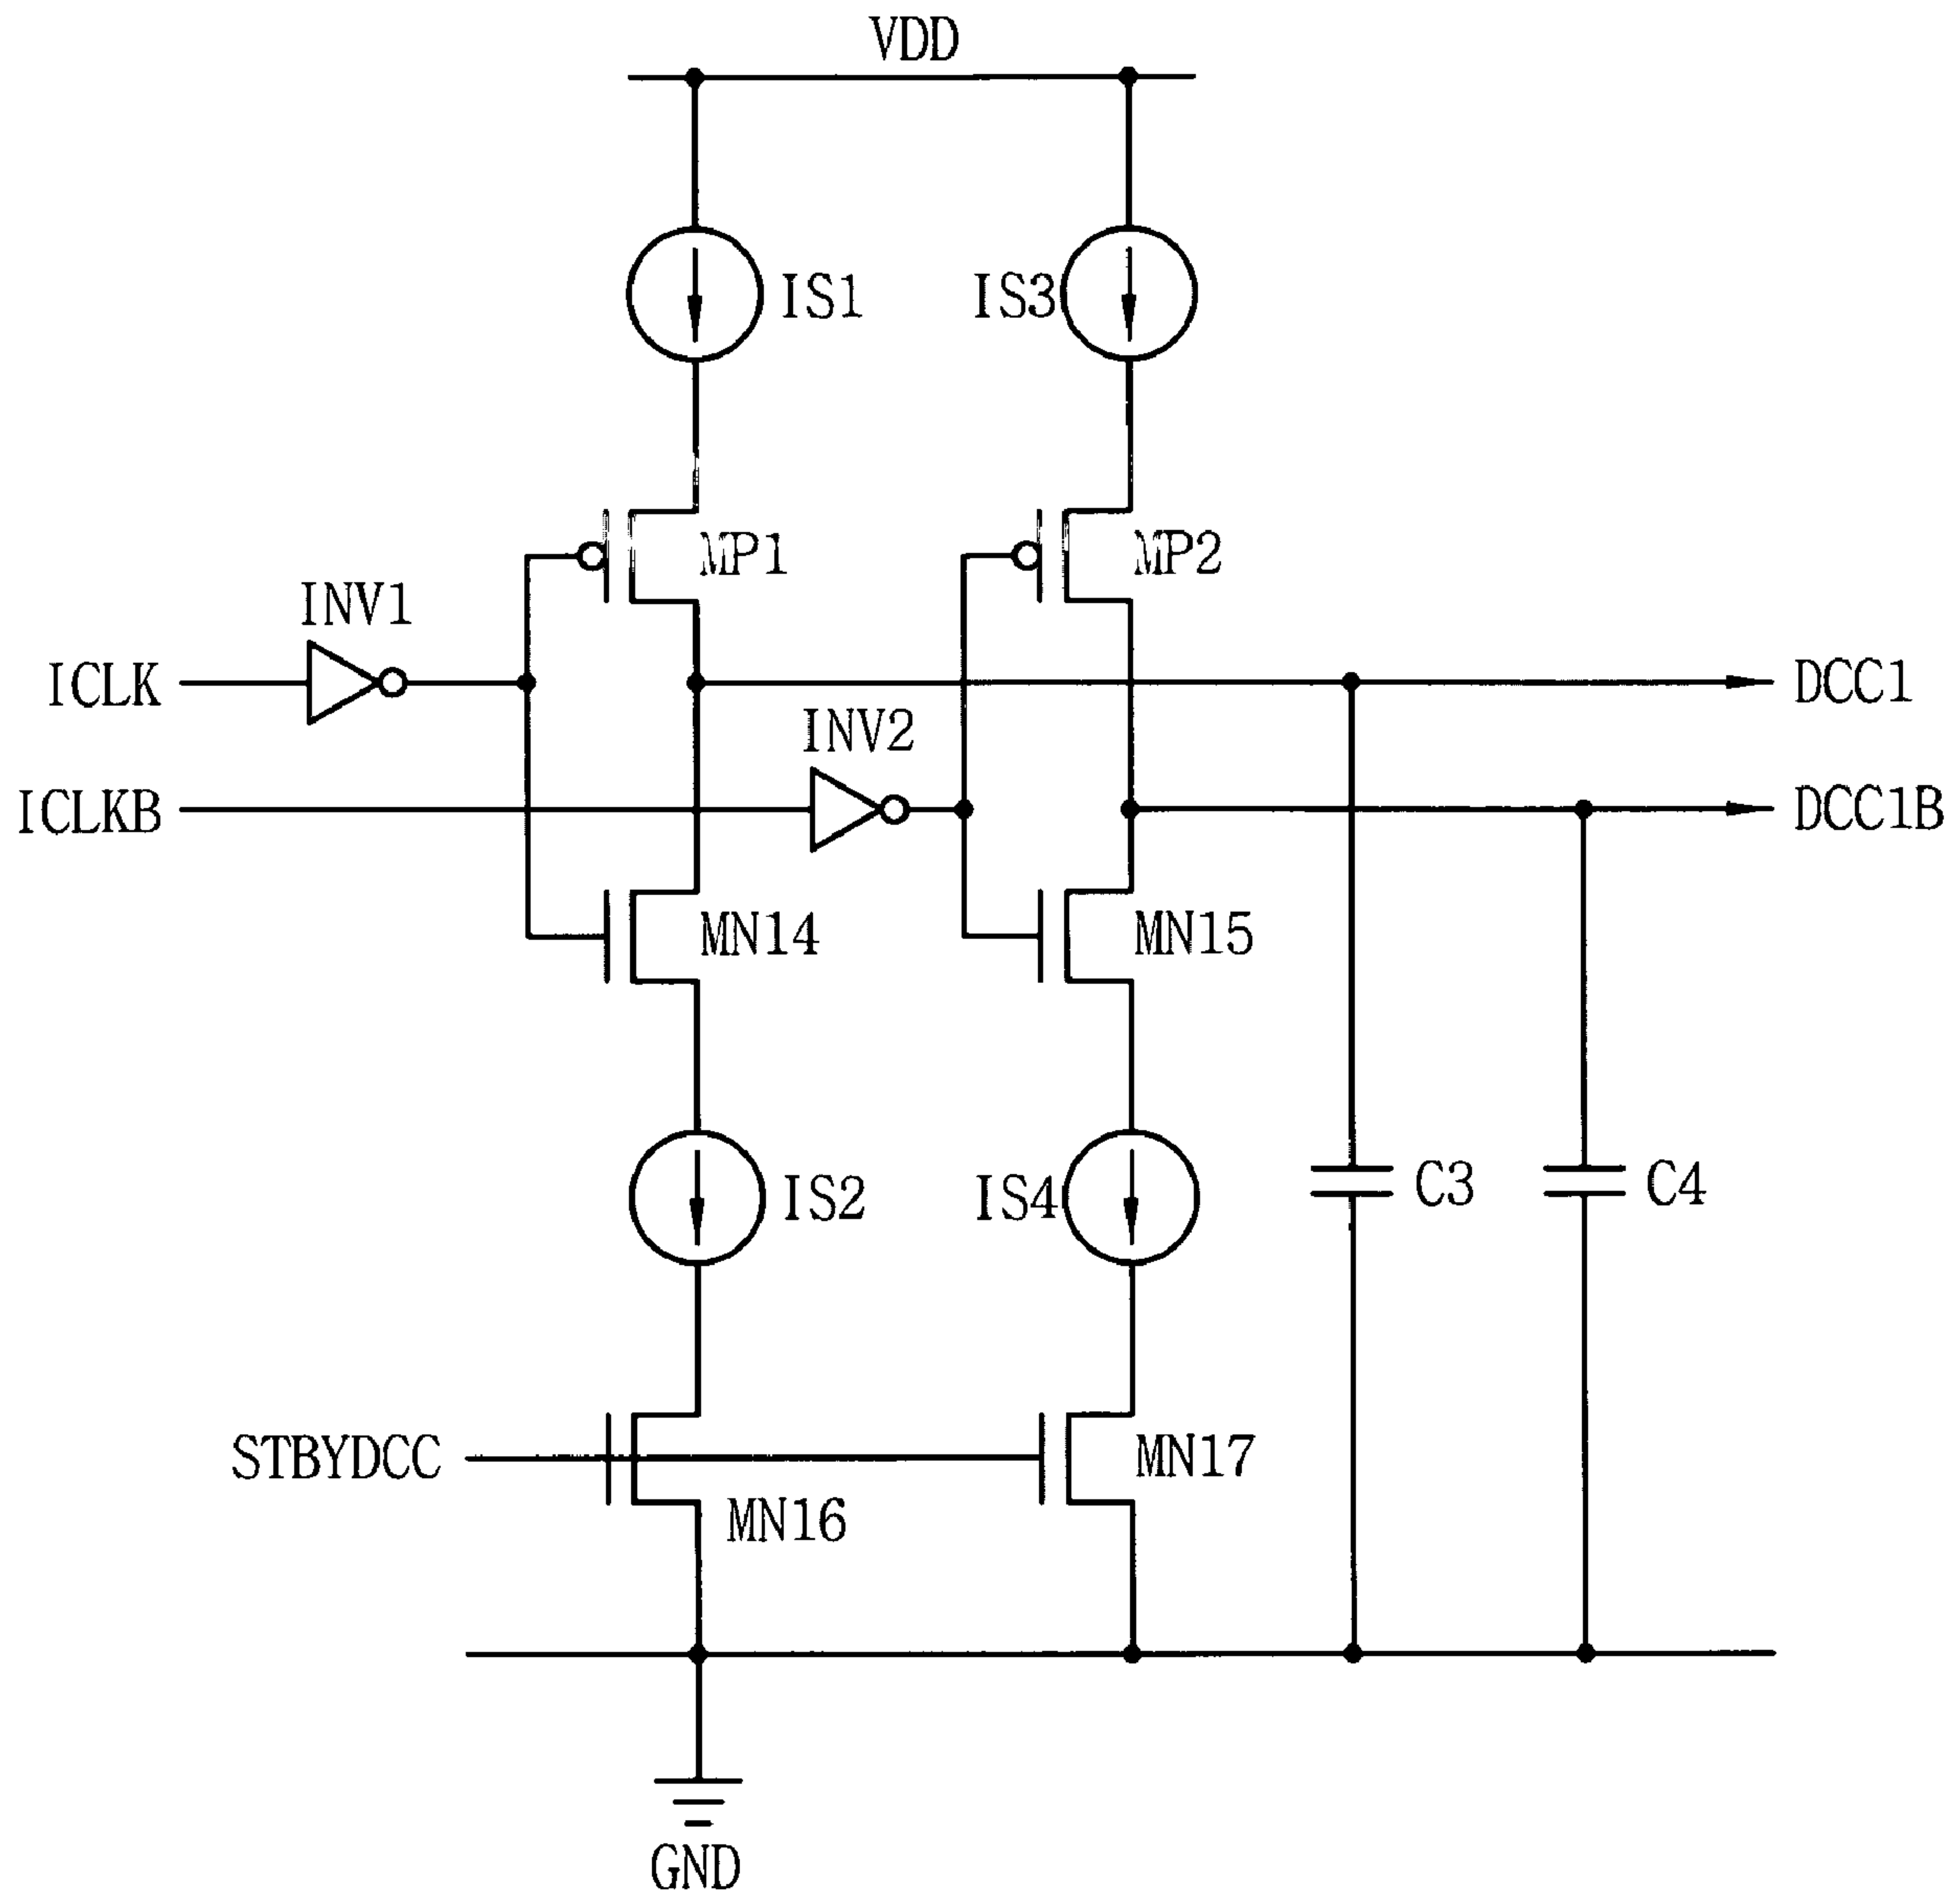 VDD
IS1
IS3
MP1
MP2
INV1
ICLK
DCC1
INV2
ICLKB
DCC1B
MN14
MN15
IS2
IS4
C3
C4
STBYDCC
MN17
MN16
GND